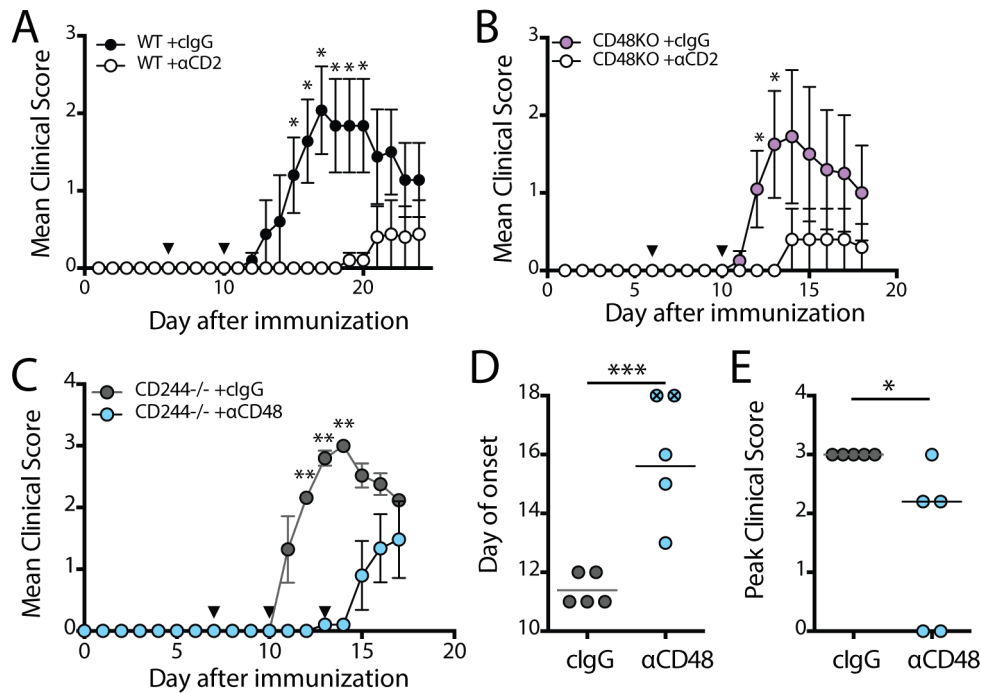 A
WT +cIgG
WT +αCD2
Mean Clinical Score
3
2
1
0
* * * * * *
0 10 20
Day after immunization
B
CD48KO +cIgG
CD48KO +αCD2
Mean Clinical Score
3
2
1
0
* *
0 5 10 15 20
Day after immunization
C
CD244-/- +cIgG
CD244-/- +αCD48
Mean Clinical Score
4
3
2
1
0
** ** **
0 5 10 15 20
Day after immunization
D
***
Day of onset
18
16
14
12
10
cIgG αCD48
E
*
Peak Clinical Score
4
3
2
1
0
cIgG αCD48